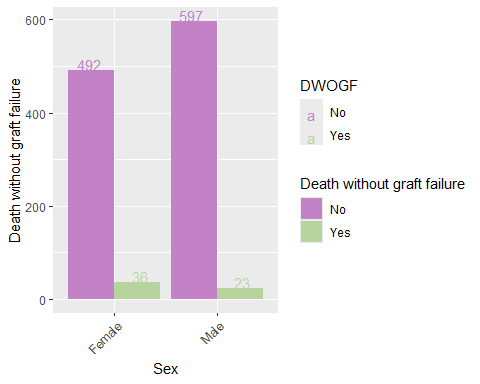 Death without graft failure
600
400
200
0
492
597
36
23
Female
Male
Sex
DWOGF
a No
a Yes
Death without graft failure
No
Yes